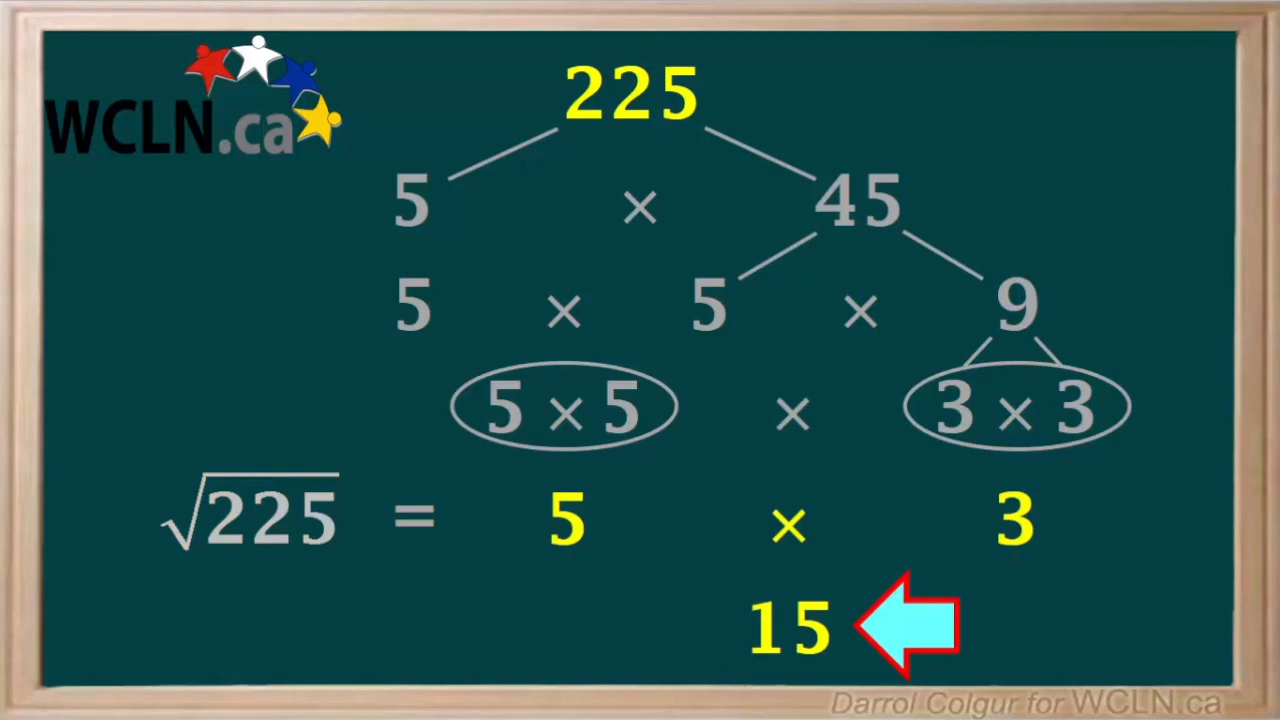 WCLN.ca
225
5 × 45
5 × 5 × 9
5 × 5 × 3 × 3
√225 = 5 × 3
15
Darrol Colgur for WCLN.ca